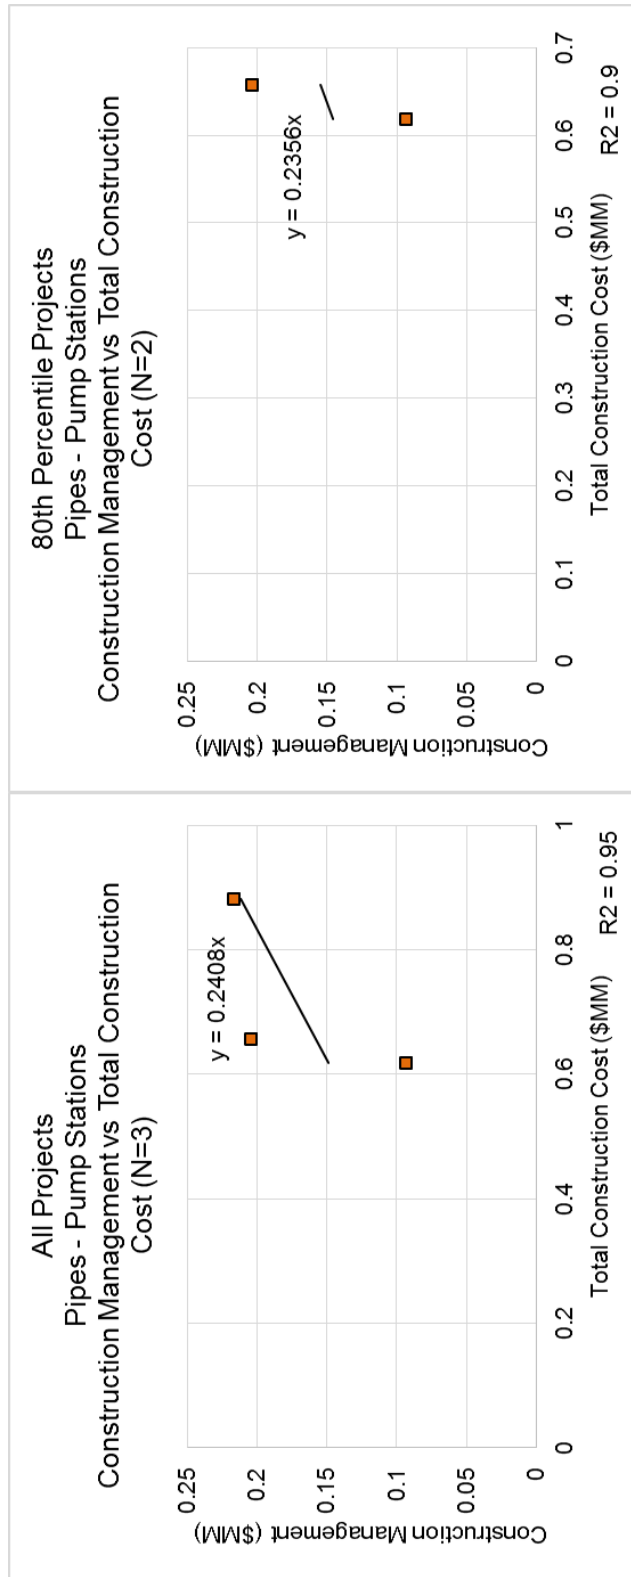 All Projects
Pipes - Pump Stations
Construction Management vs Total Construction
Cost (N=3)
Construction Management ($MM)
0.25
0.2
0.15
0.1
0.05
0
y = 0.2408x
0
0.2
0.4
0.6
0.8
1
Total Construction Cost ($MM)
R2 = 0.95
80th Percentile Projects
Pipes - Pump Stations
Construction Management vs Total Construction
Cost (N=2)
Construction Management ($MM)
0.25
0.2
0.15
0.1
0.05
0
y = 0.2356x
0
0.1
0.2
0.3
0.4
0.5
0.6
0.7
Total Construction Cost ($MM)
R2 = 0.9